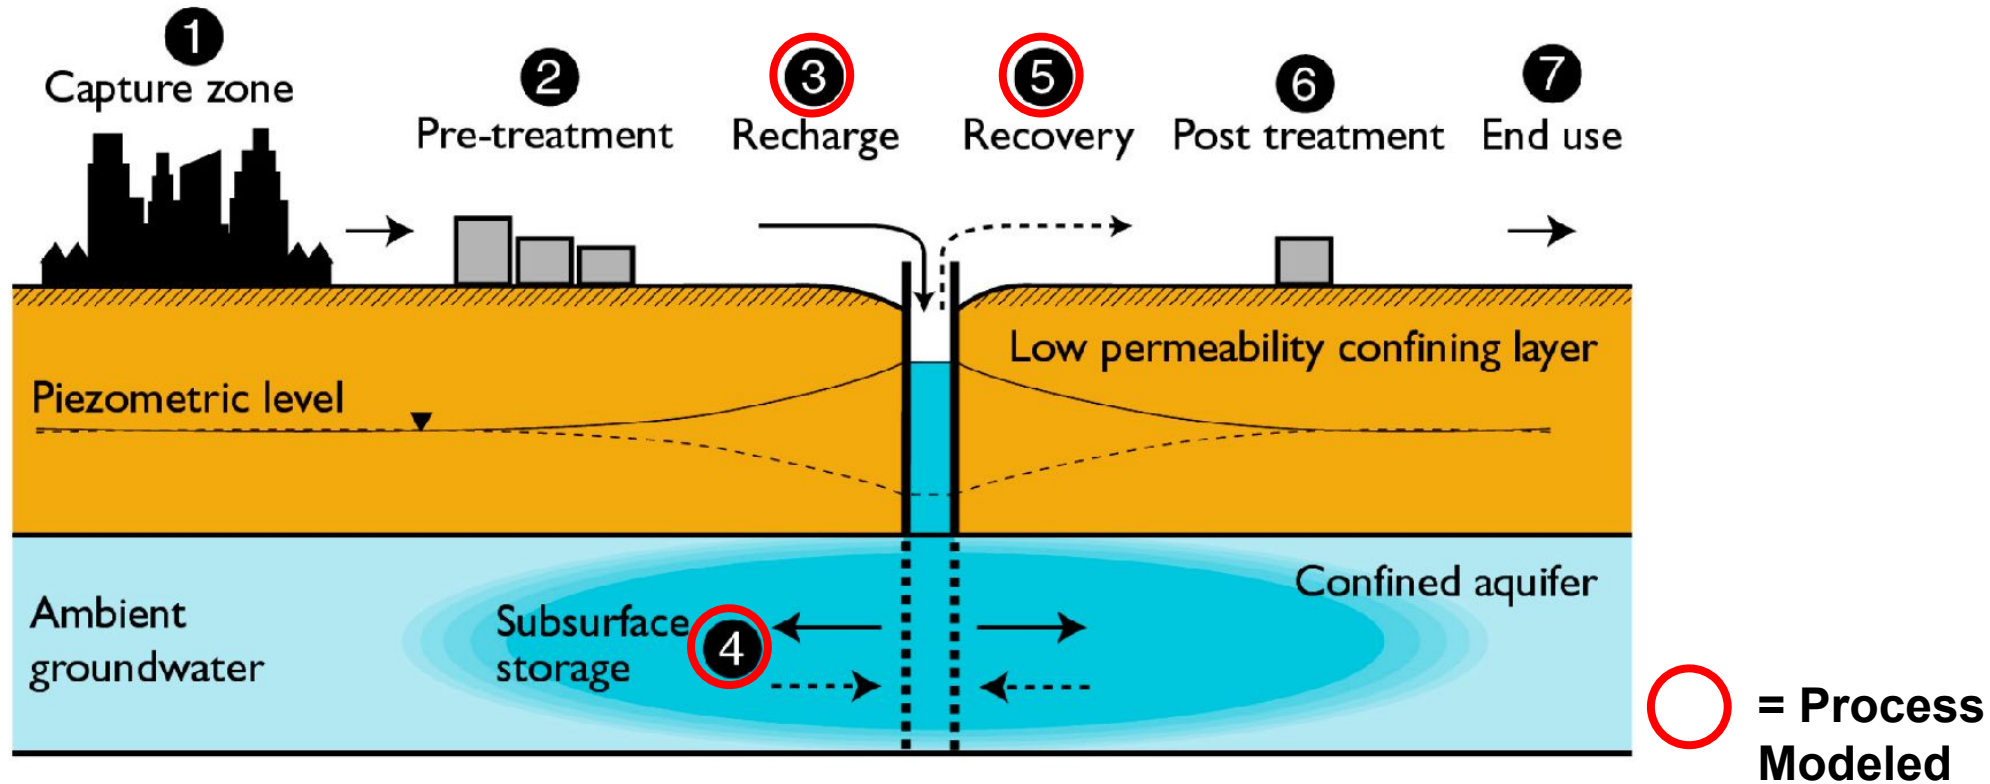 1
Capture zone
2
Pre-treatment
3
Recharge
5
Recovery
6
Post treatment
7
End use
Low permeability confining layer
Piezometric level
Confined aquifer
Ambient
groundwater
Subsurface
storage
4
= Process
Modeled